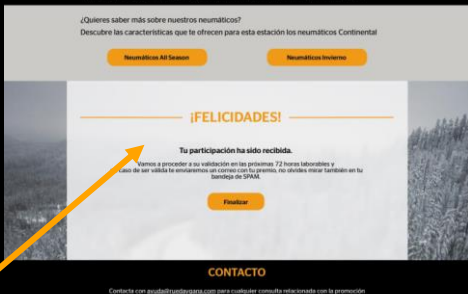 ¿Quieres saber más sobre nuestros neumáticos?
Descubre las características que te ofrecen para esta estación los neumáticos Continental
Neumáticos All Season
Neumáticos Invierno
¡FELICIDADES!
Tu participación ha sido recibida.
Vamos a proceder a su validación en las próximas 72 horas laborables y
caso de ser válida te enviaremos un correo con tu premio, no olvides mirar también en tu
bandeja de SPAM.
Finalizar
CONTACTO
Contacta con ayuda@ruedaygana.com para cualquier consulta relacionada con la promoción